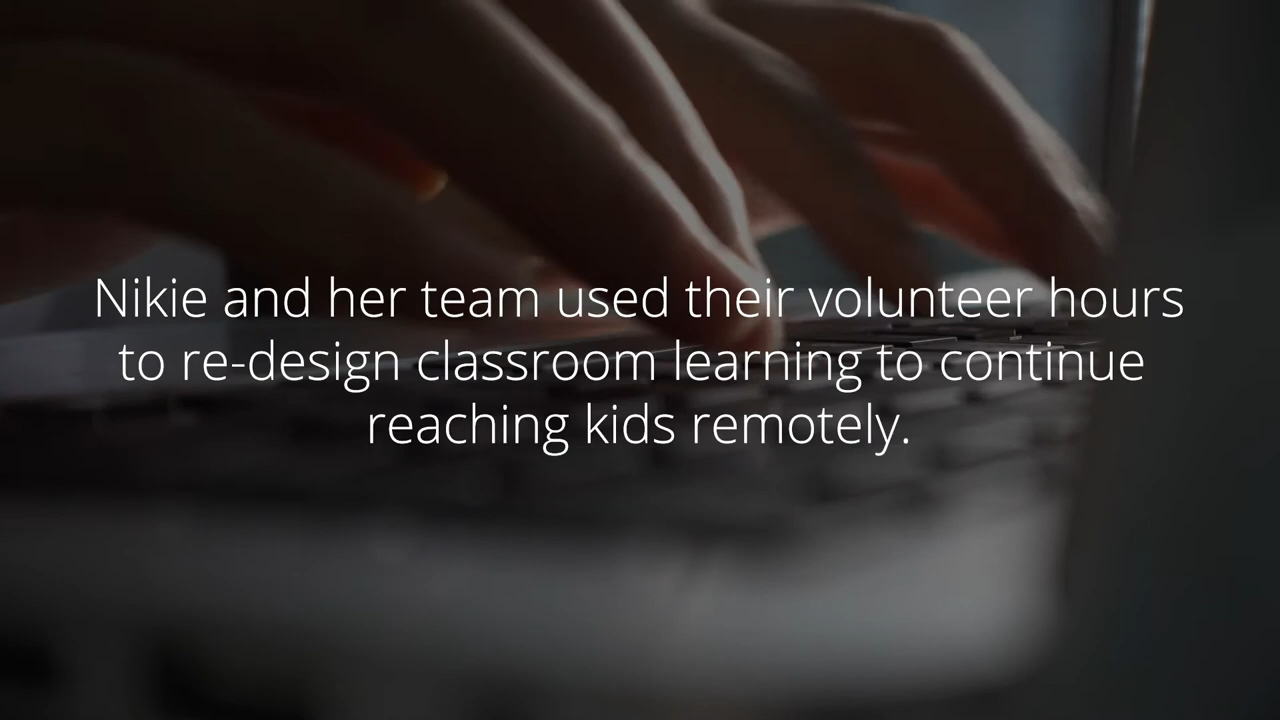 Nikie and her team used their volunteer hours
to re-design classroom learning to continue
reaching kids remotely.